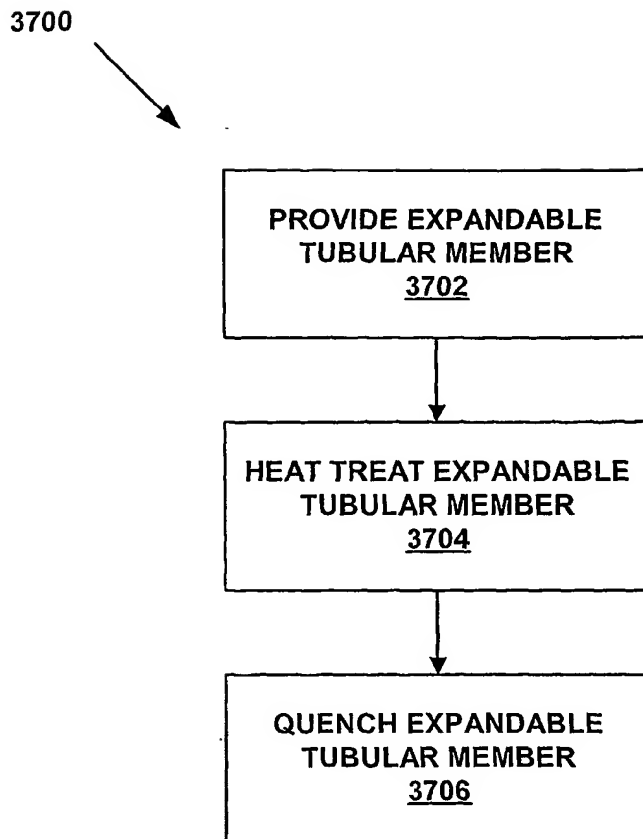 3700
PROVIDE EXPANDABLE
TUBULAR MEMBER
3702
HEAT TREAT EXPANDABLE
TUBULAR MEMBER
3704
QUENCH EXPANDABLE
TUBULAR MEMBER
3706